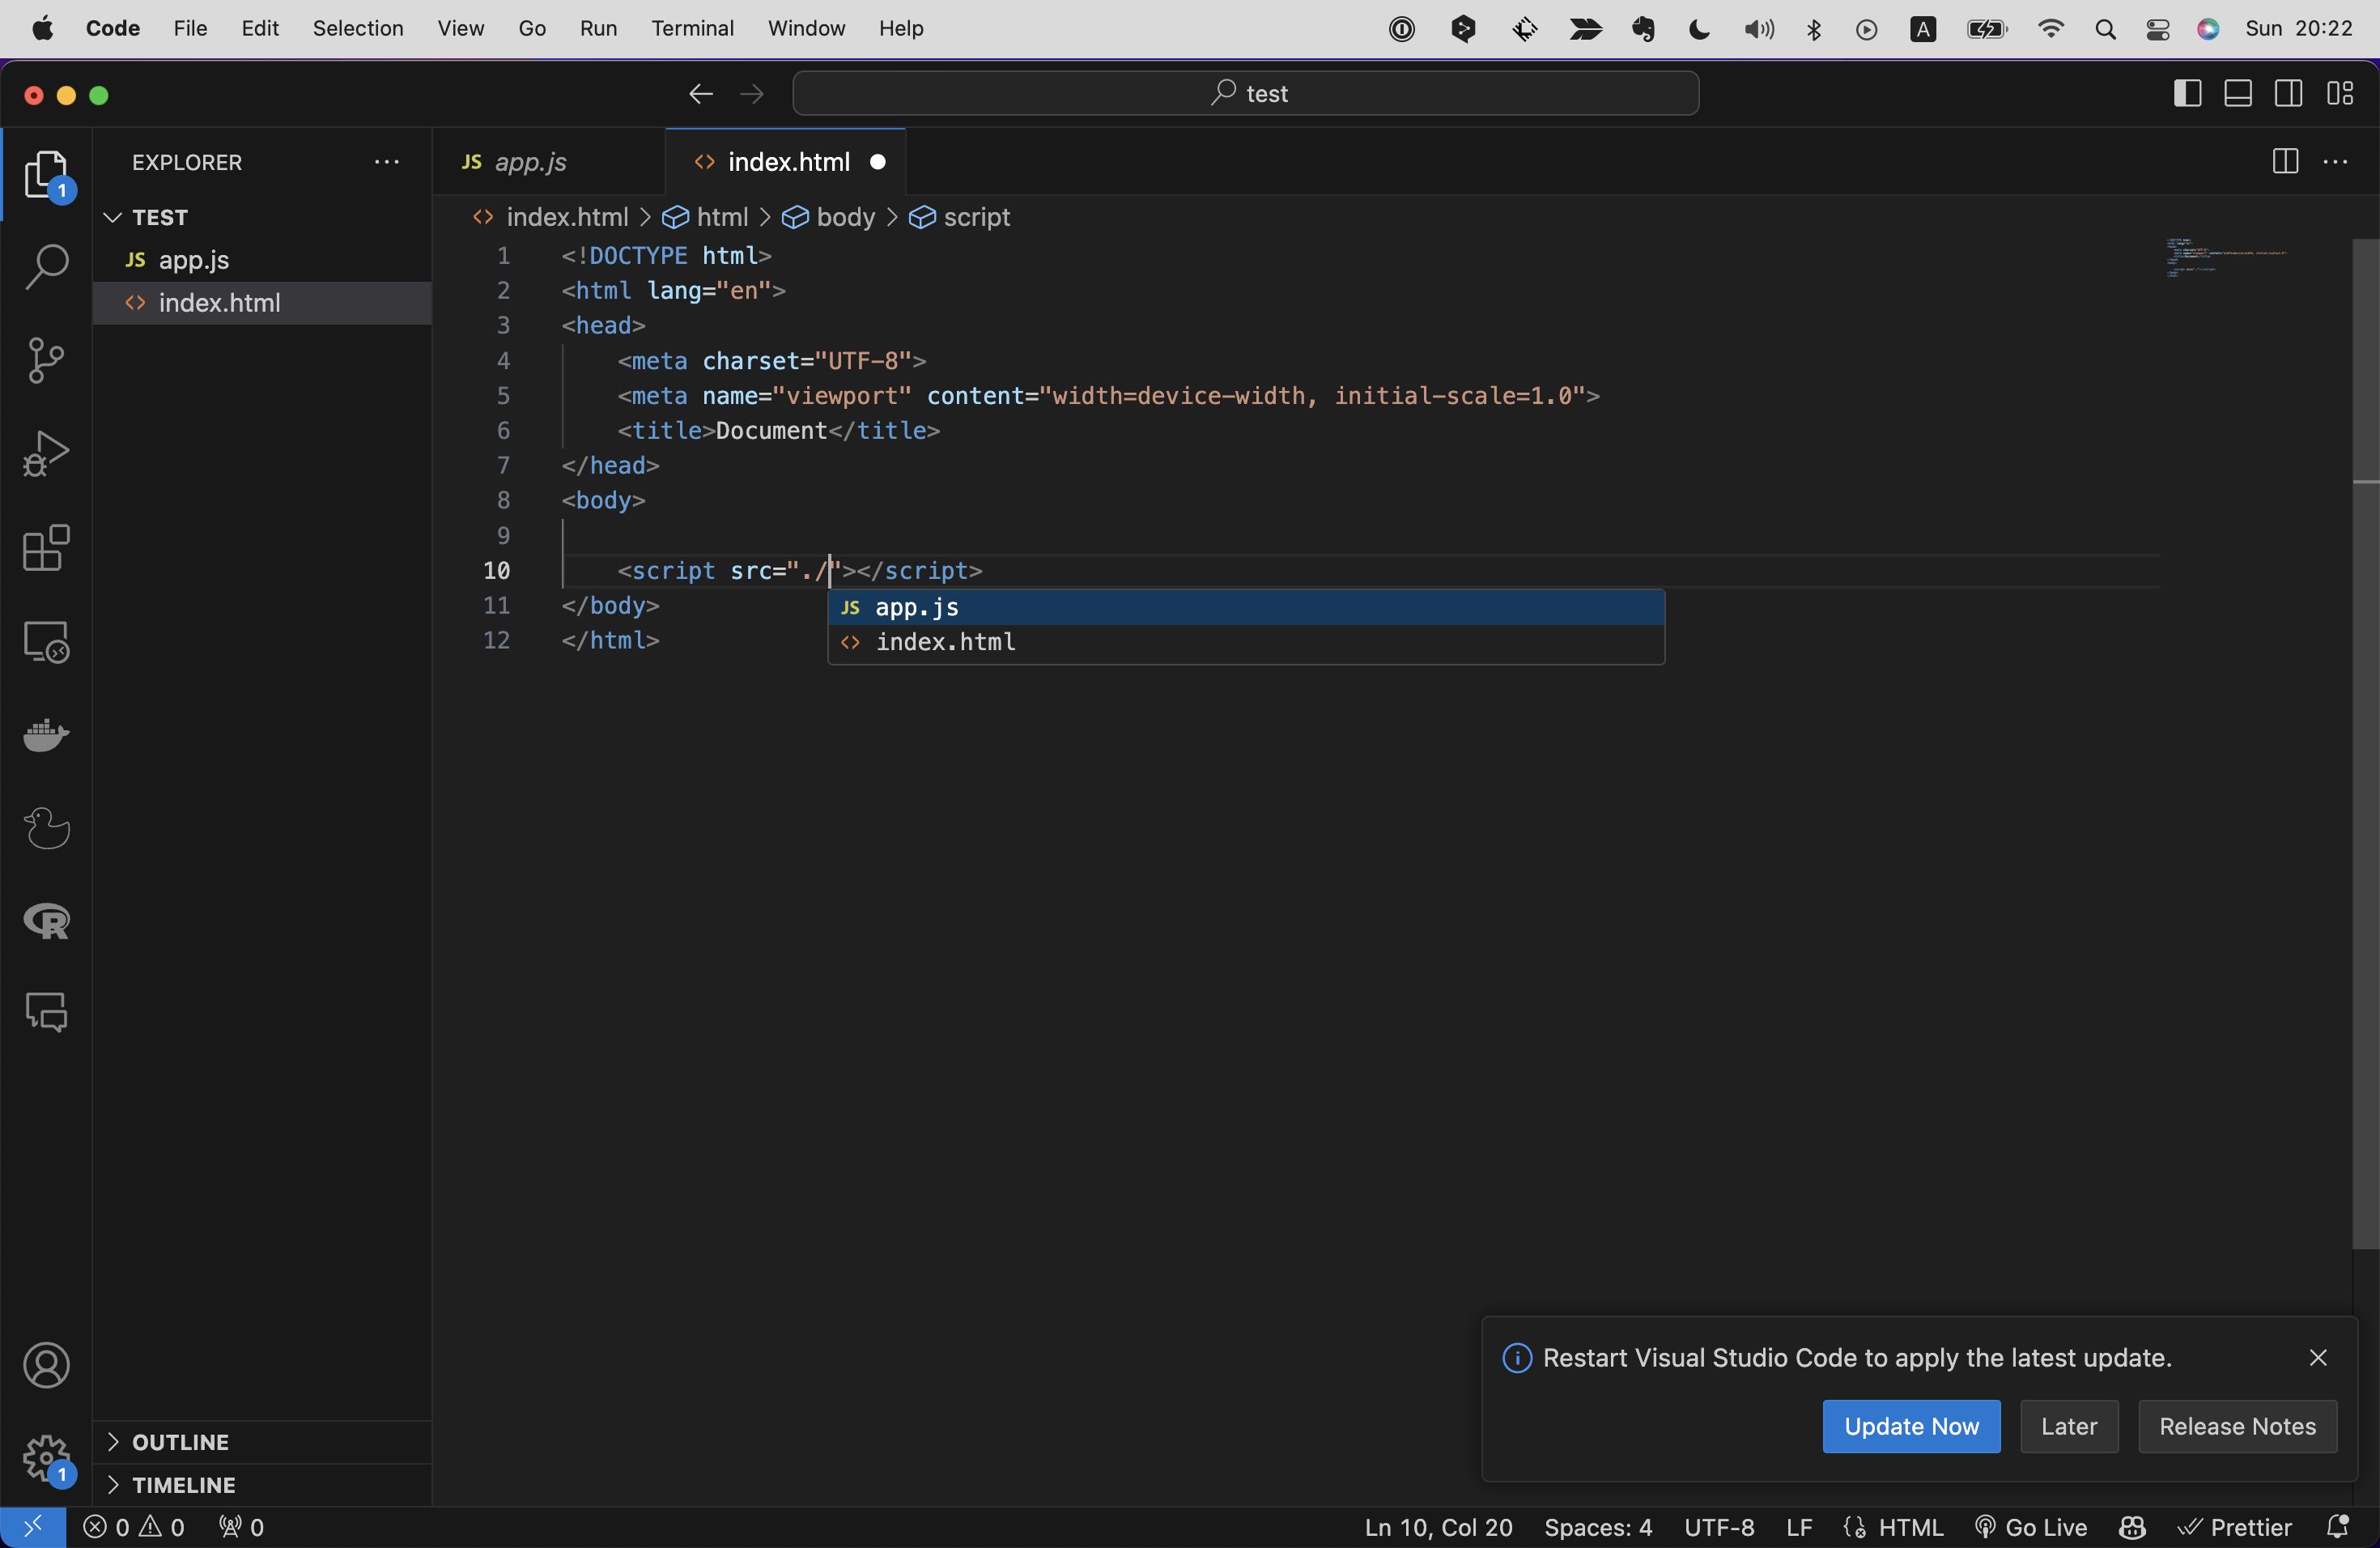 Code File Edit Selection View Go Run Terminal Window Help A Sun 20:22
test
EXPLORER
1
TEST
JS app.js
index.html
JS app.js
index.html
index.html html body script
1 <!DOCTYPE html>
2 <html lang="en">
3 <head>
4 <meta charset="UTF-8">
5 <meta name="viewport" content="width=device-width, initial-scale=1.0">
6 <title>Document</title>
7 </head>
8 <body>
9
10 <script src="./"></script>
JS app.js
index.html
11 </body>
12 </html>
R
Restart Visual Studio Code to apply the latest update.
Update Now Later Release Notes
OUTLINE
TIMELINE
1
0 0 0
Ln 10, Col 20 Spaces: 4 UTF-8 LF HTML Go Live Prettier